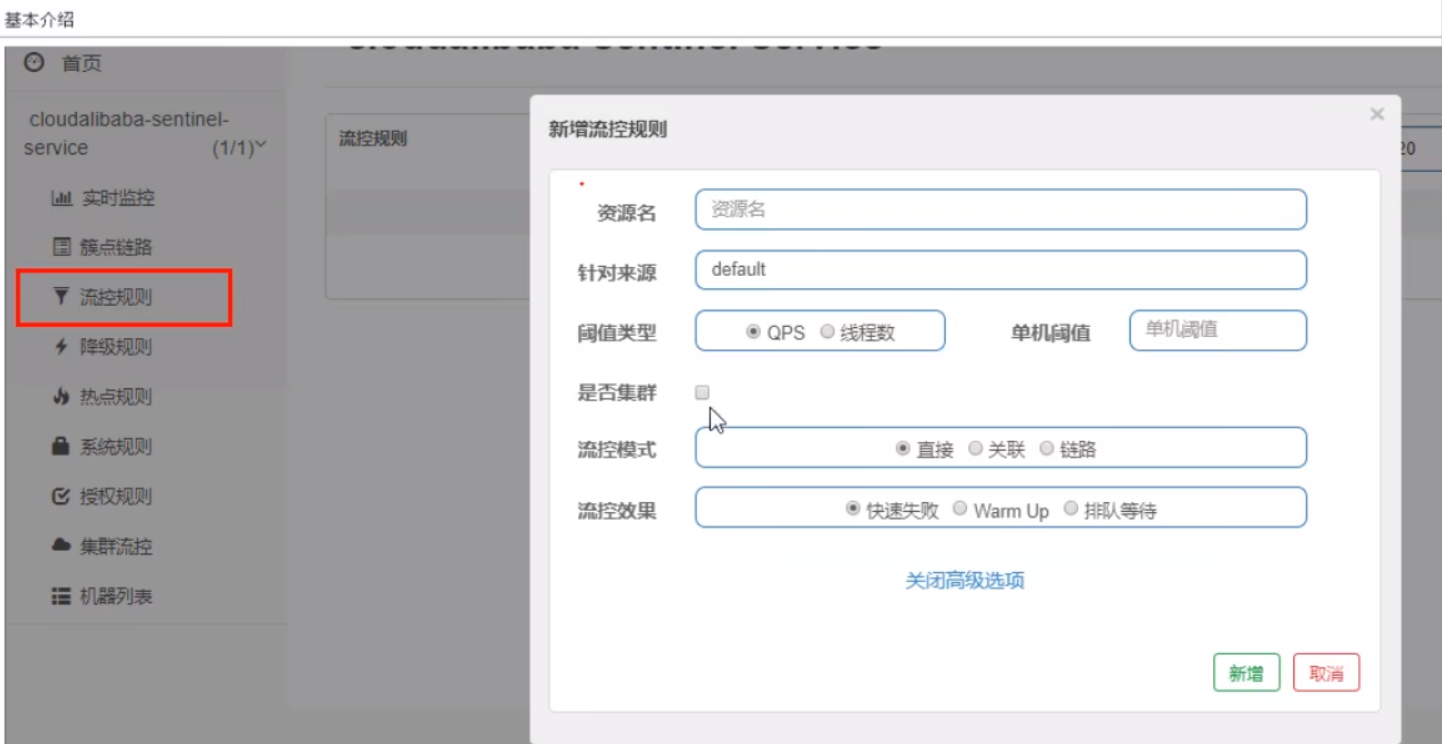 基本介绍
首页
cloudalibaba-sentinel-
service (1/1)
实时监控
簇点链路
流控规则
降级规则
热点规则
系统规则
授权规则
集群流控
机器列表
流控规则
20
新增流控规则
×
资源名 资源名
针对来源 default
阈值类型 QPS 线程数 单机阈值 单机阈值
是否集群
流控模式 直接 关联 链路
流控效果 快速失败 Warm Up 排队等待
关闭高级选项
新增 取消